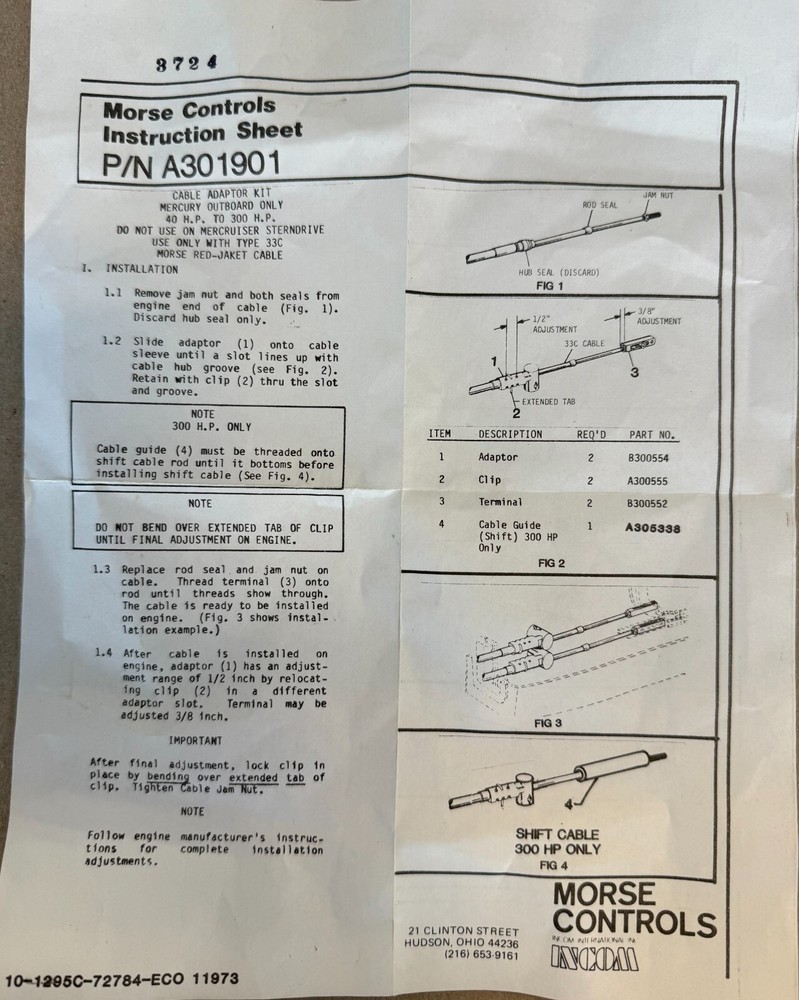 8724
Morse Controls
Instruction Sheet
P/N A301901
CABLE ADAPTOR KIT
MERCURY OUTBOARD ONLY
40 H.P. TO 300 H.P.
DO NOT USE ON MERCRUISER STERNDRIVE
USE ONLY WITH TYPE 33C
MORSE RED-JAKET CABLE
I. INSTALLATION
1.1 Remove jam nut and both seals from
engine end of cable (Fig. 1).
Discard hub seal only.
1.2 Slide adaptor (1) onto cable
sleeve until a slot lines up with
cable hub groove (see Fig. 2).
Retain with clip (2) thru the slot
and groove.
NOTE
300 H.P. ONLY
Cable guide (4) must be threaded onto
shift cable rod until it bottoms before
installing shift cable (See Fig. 4).
NOTE
DO NOT BEND OVER EXTENDED TAB OF CLIP
UNTIL FINAL ADJUSTMENT ON ENGINE.
1.3 Replace rod seal and jam nut on
cable. Thread terminal (3) onto
rod until threads show through.
The cable is ready to be installed
on engine. (Fig. 3 shows instal-
lation example.)
1.4 After cable is installed on
engine, adaptor (1) has an adjust-
ment range of 1/2 inch by relocat-
ing clip (2) in a different
adaptor slot. Terminal may be
adjusted 3/8 inch.
IMPORTANT
After final adjustment, lock clip in
place by bending over extended tab of
clip. Tighten Cable Jam Nut.
NOTE
Follow engine manufacturer's instruc-
tions for complete installation
adjustments.
JAM NUT
ROD SEAL
HUB SEAL (DISCARD)
FIG 1
1/2"
ADJUSTMENT
3/8"
ADJUSTMENT
33C CABLE
1
3
EXTENDED TAB
2
ITEM DESCRIPTION REQ'D PART NO.
1 Adaptor 2 B300554
2 Clip 2 A300555
3 Terminal 2 B300552
4 Cable Guide 1 A305338
(Shift) 300 HP
Only
FIG 2
FIG 3
4
SHIFT CABLE
300 HP ONLY
FIG 4
MORSE
CONTROLS
21 CLINTON STREET
HUDSON, OHIO 44236
(216) 653-9161
INCOM INTERNATIONAL IN
INCOM
10-1295C-72784-ECO 11973